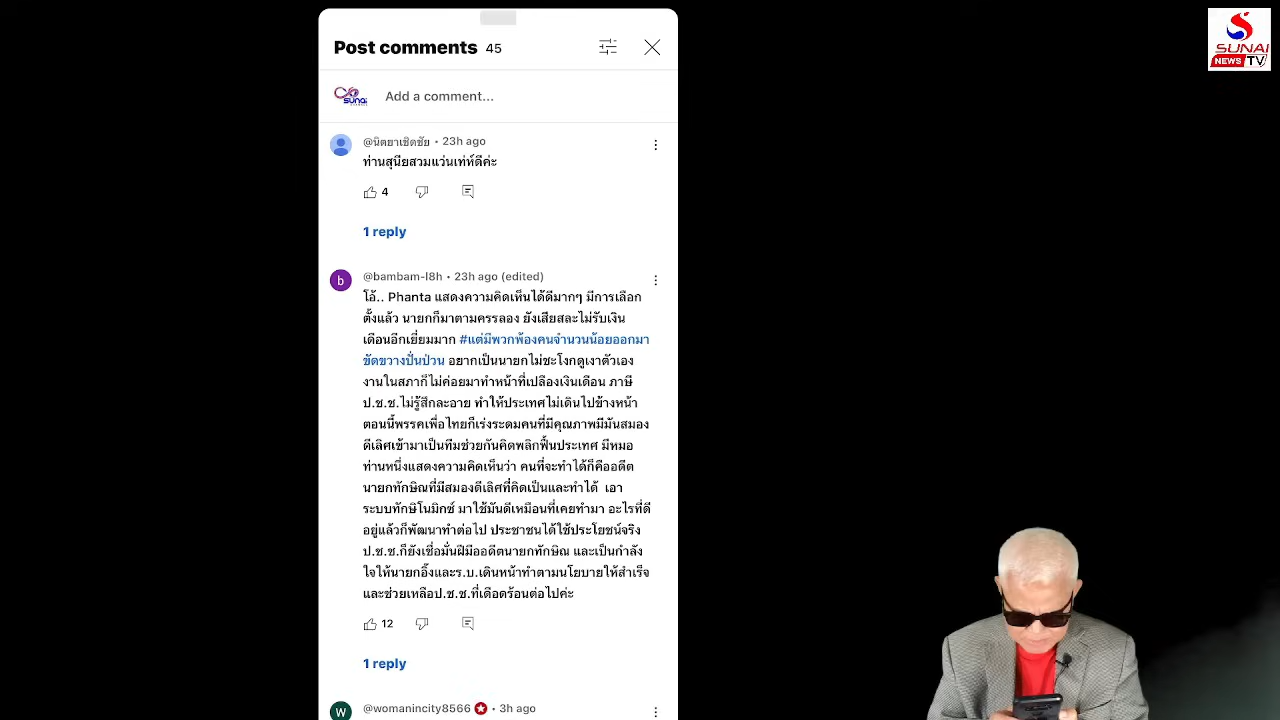 Post comments 45
SUNAI
NEWS TV
SUNAI
Add a comment...
@นิตยาเชิดชัย • 23h ago
ท่านสุนัยสวมแว่นเท่ห์ดีค่ะ
4
1 reply
b
@bambam-l8h • 23h ago (edited)
โอ้.. Phanta แสดงความคิดเห็นได้ดีมากๆ มีการเลือก
ตั้งแล้ว นายกก็มาตามครรลอง ยังเสียสละไม่รับเงิน
เดือนอีกเยี่ยมมาก #แต่มีพวกพ้องคนจำนวนน้อยออกมา
ขัดขวางปั่นป่วน อยากเป็นนายกไม่ชะโงกดูเงาตัวเอง
งานในสภาก็ไม่ค่อยมาทำหน้าที่เปลืองเงินเดือน ภาษี
ป.ช.ช.ไม่รู้สึกละอาย ทำให้ประเทศไม่เดินไปข้างหน้า
ตอนนี้พรรคเพื่อไทยก็เร่งระดมคนที่มีคุณภาพมีมันสมอง
ดีเลิศเข้ามาเป็นทีมช่วยกันคิดพลิกฟื้นประเทศ มีหมอ
ท่านหนึ่งแสดงความคิดเห็นว่า คนที่จะทำได้ก็คืออดีต
นายกทักษิณที่มีสมองดีเลิศที่คิดเป็นและทำได้ เอา
ระบบทักษิโนมิกซ์ มาใช้มันดีเหมือนที่เคยทำมา อะไรที่ดี
อยู่แล้วก็พัฒนาทำต่อไป ประชาชนได้ใช้ประโยชน์จริง
ป.ช.ช.ก็ยังเชื่อมั่นฝีมืออดีตนายกทักษิณ และเป็นกำลัง
ใจให้นายกอิ๊งและร.บ.เดินหน้าทำตามนโยบายให้สำเร็จ
และช่วยเหลือป.ช.ช.ที่เดือดร้อนต่อไปค่ะ
12
1 reply
W
@womanincity8566 • 3h ago